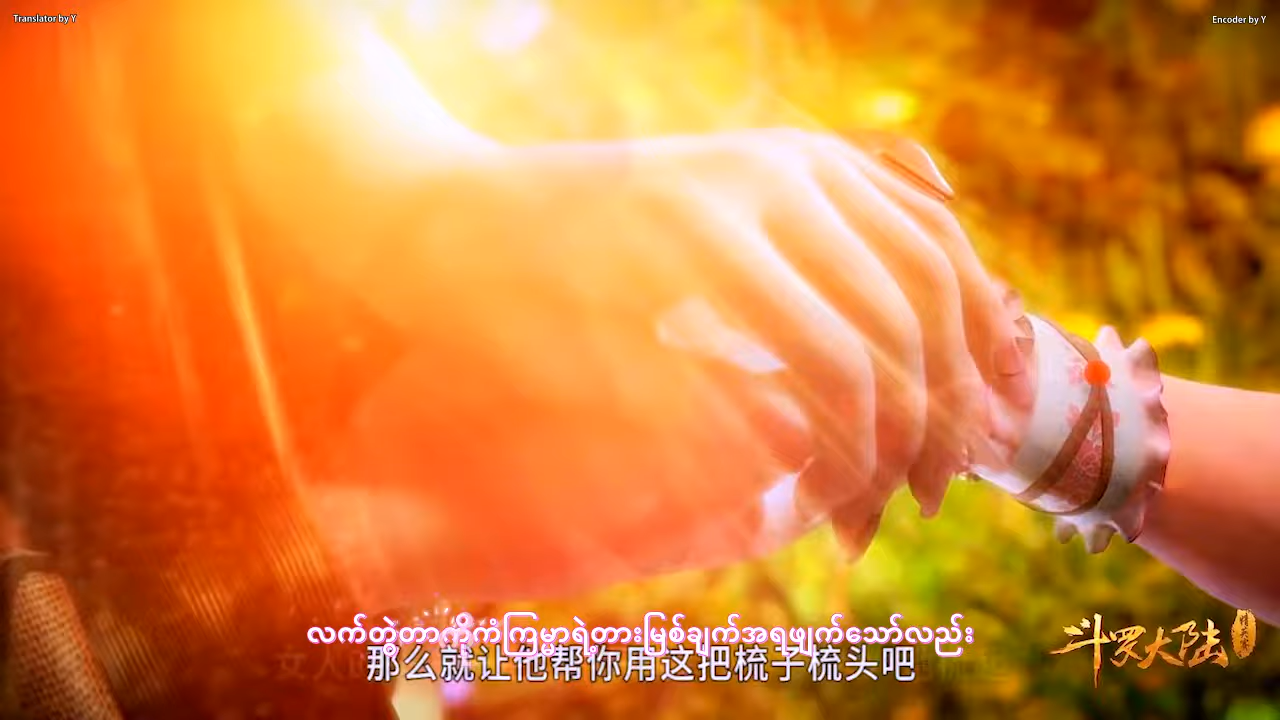 Translator by Y
Encoder by Y
လက်တွဲတာကိုကံကြမ္မာရဲ့တားမြစ်ချက်အရဖျက်သော်လည်း
那么就让他帮你用这把梳子梳头吧
斗罗大陆